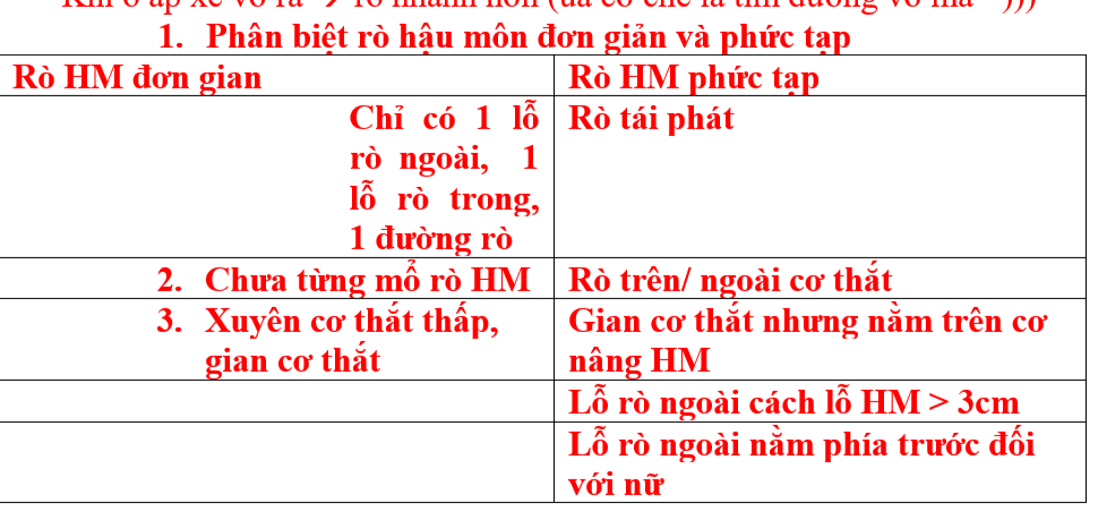 1. Phân biệt rò hậu môn đơn giản và phức tạp
Rò HM đơn gian
Rò HM phức tạp
Chỉ có 1 lỗ
rò ngoài, 1
lỗ rò trong,
1 đường rò
Rò tái phát
2. Chưa từng mổ rò HM
Rò trên/ ngoài cơ thắt
3. Xuyên cơ thắt thấp,
gian cơ thắt
Gian cơ thắt nhưng nằm trên cơ
nâng HM
Lỗ rò ngoài cách lỗ HM > 3cm
Lỗ rò ngoài nằm phía trước đối
với nữ